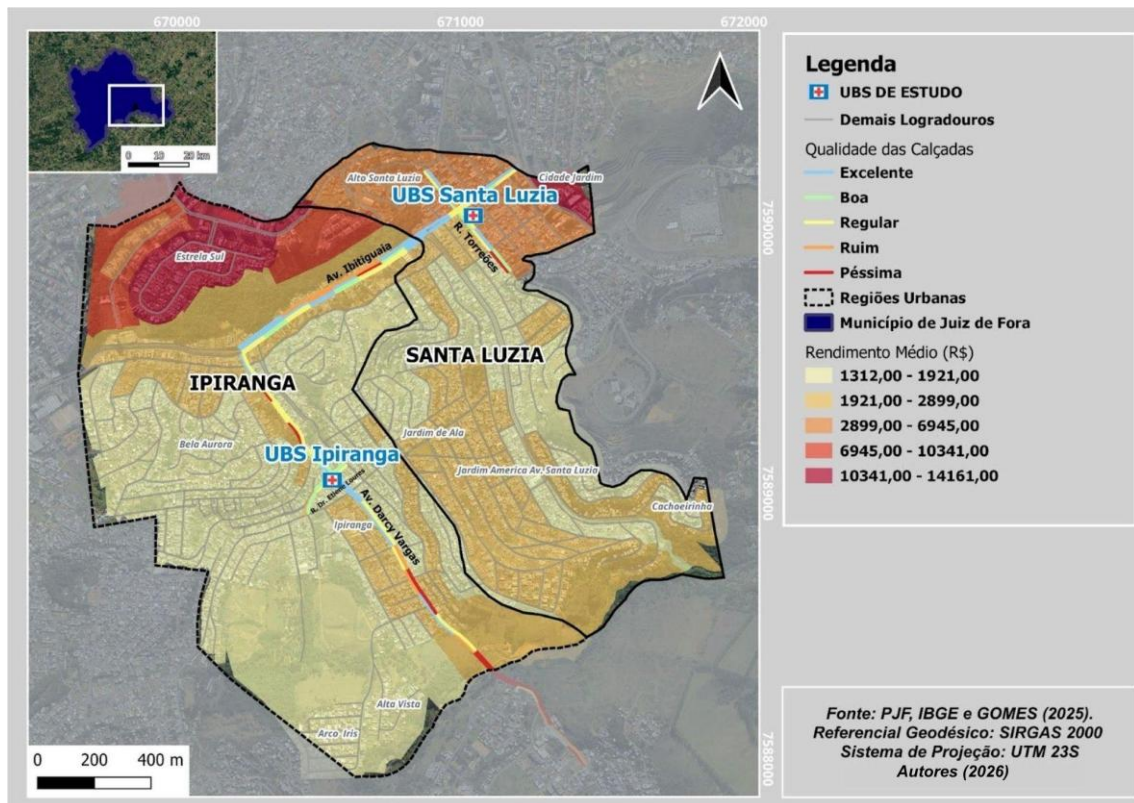 670000
671000
672000
0 10 20 km
Alto Santa Luzia
Cidade Jardim
UBS Santa Luzia
R. Torreões
Estrela Sul
Av. Ibitiguaia
SANTA LUZIA
IPIRANGA
Jardim de Ala
Bela Aurora
UBS Ipiranga
Jardim America Av. Santa Luzia
R. Dr. Etiene Loures
Av. Darcy Vargas
Cachoeirinha
Ipiranga
Alta Vista
Arco Iris
0 200 400 m
7590000
7589000
7588000
Legenda
UBS DE ESTUDO
Demais Logradouros
Qualidade das Calçadas
Excelente
Boa
Regular
Ruim
Péssima
Regiões Urbanas
Município de Juiz de Fora
Rendimento Médio (R$)
1312,00 - 1921,00
1921,00 - 2899,00
2899,00 - 6945,00
6945,00 - 10341,00
10341,00 - 14161,00
Fonte: PJF, IBGE e GOMES (2025).
Referencial Geodésico: SIRGAS 2000
Sistema de Projeção: UTM 23S
Autores (2026)